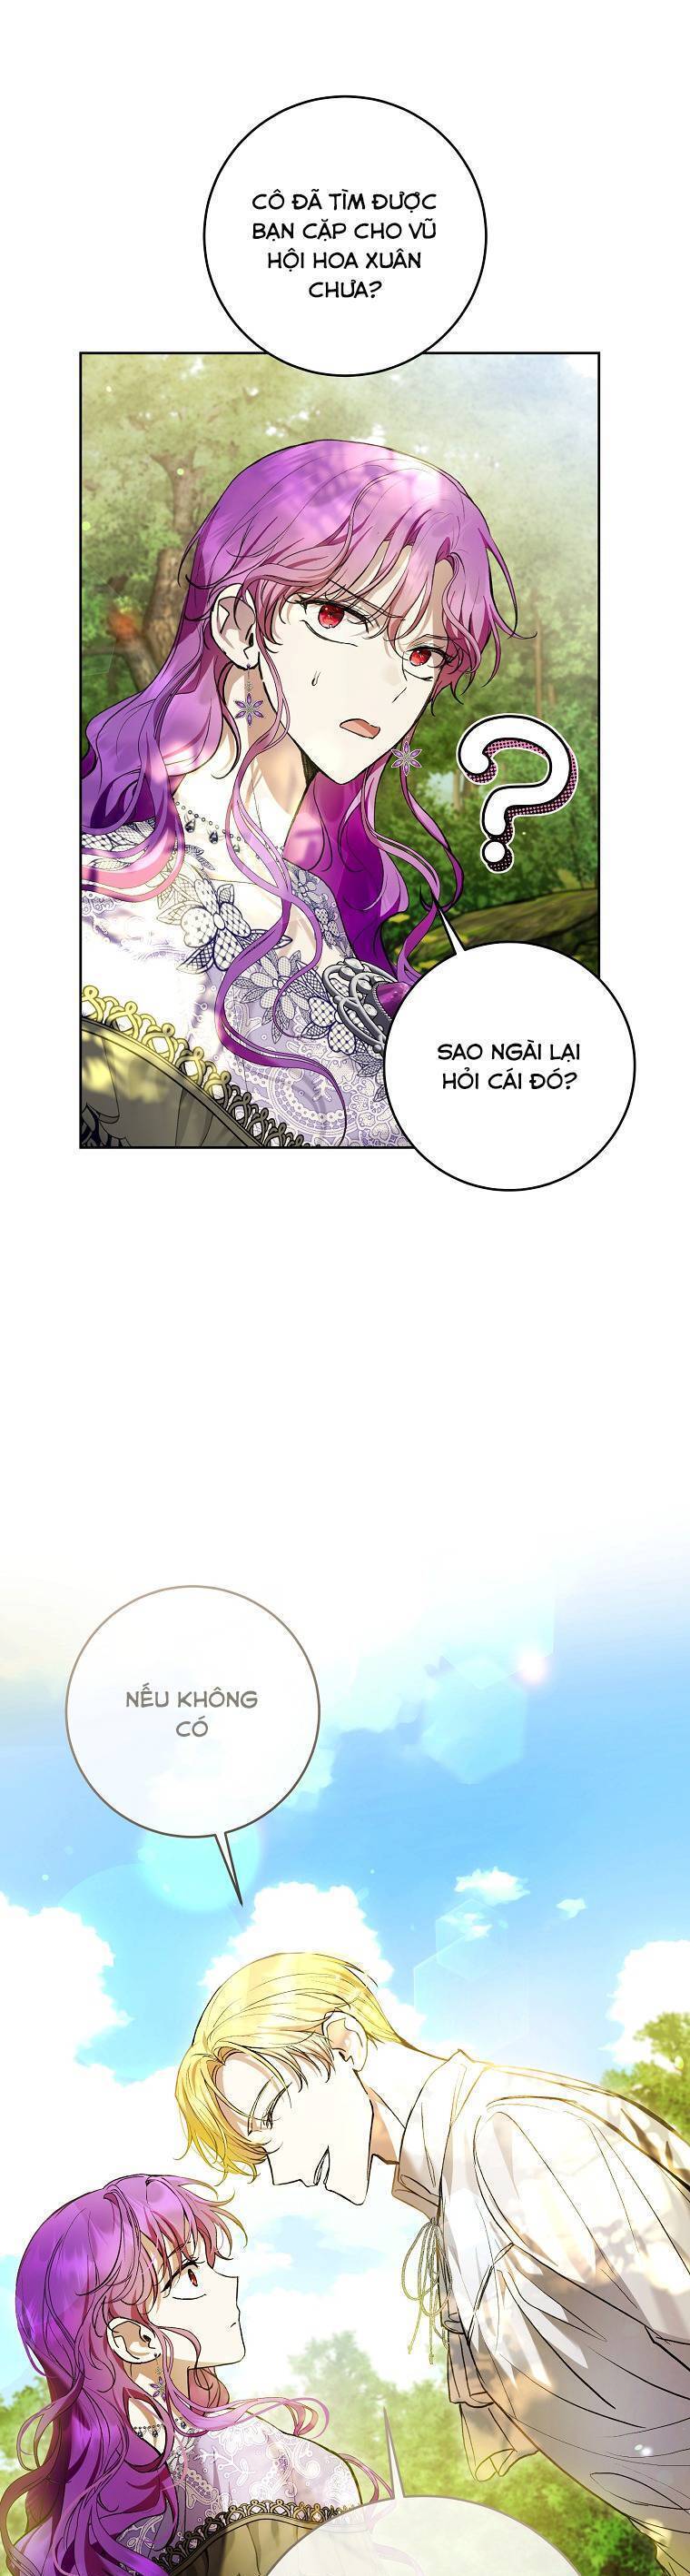 CÔ ĐÃ TÌM ĐƯỢC
BẠN CẶP CHO VŨ
HỘI HOA XUÂN
CHƯA?
?
SAO NGÀI LẠI
HỎI CÁI ĐÓ?
NẾU KHÔNG
CÓ